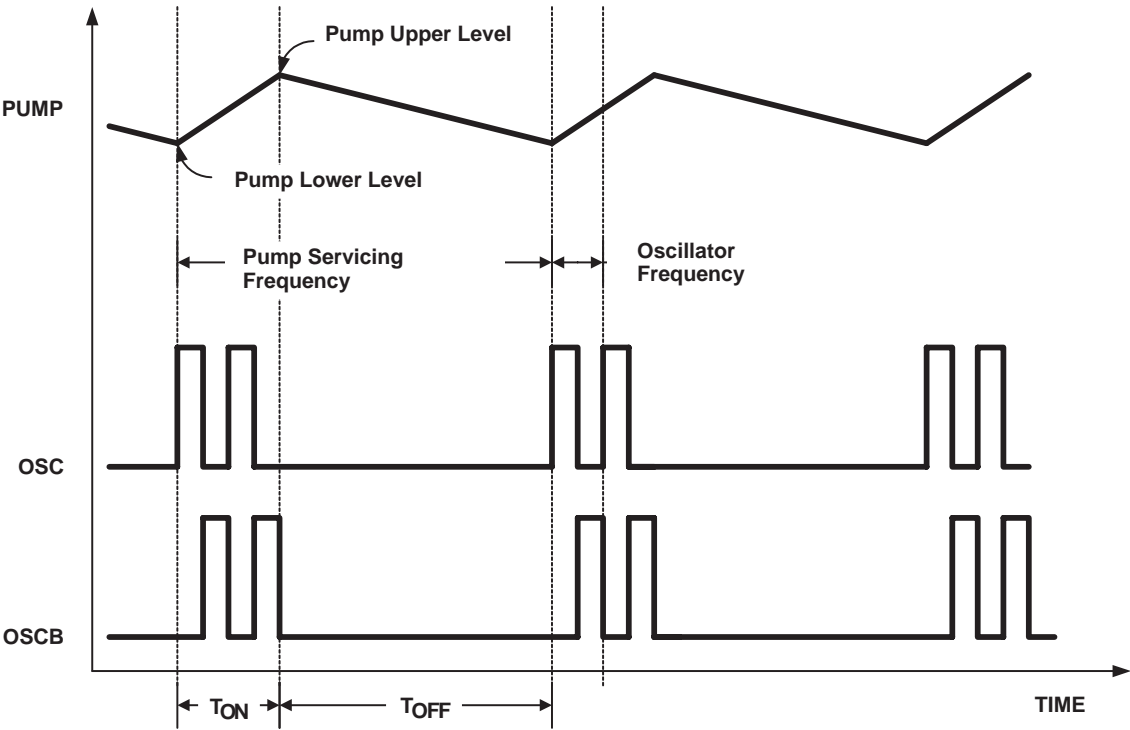 Pump Upper Level
PUMP
Pump Lower Level
Pump Servicing
Frequency
Oscillator
Frequency
OSC
OSCB
TON
TOFF
TIME